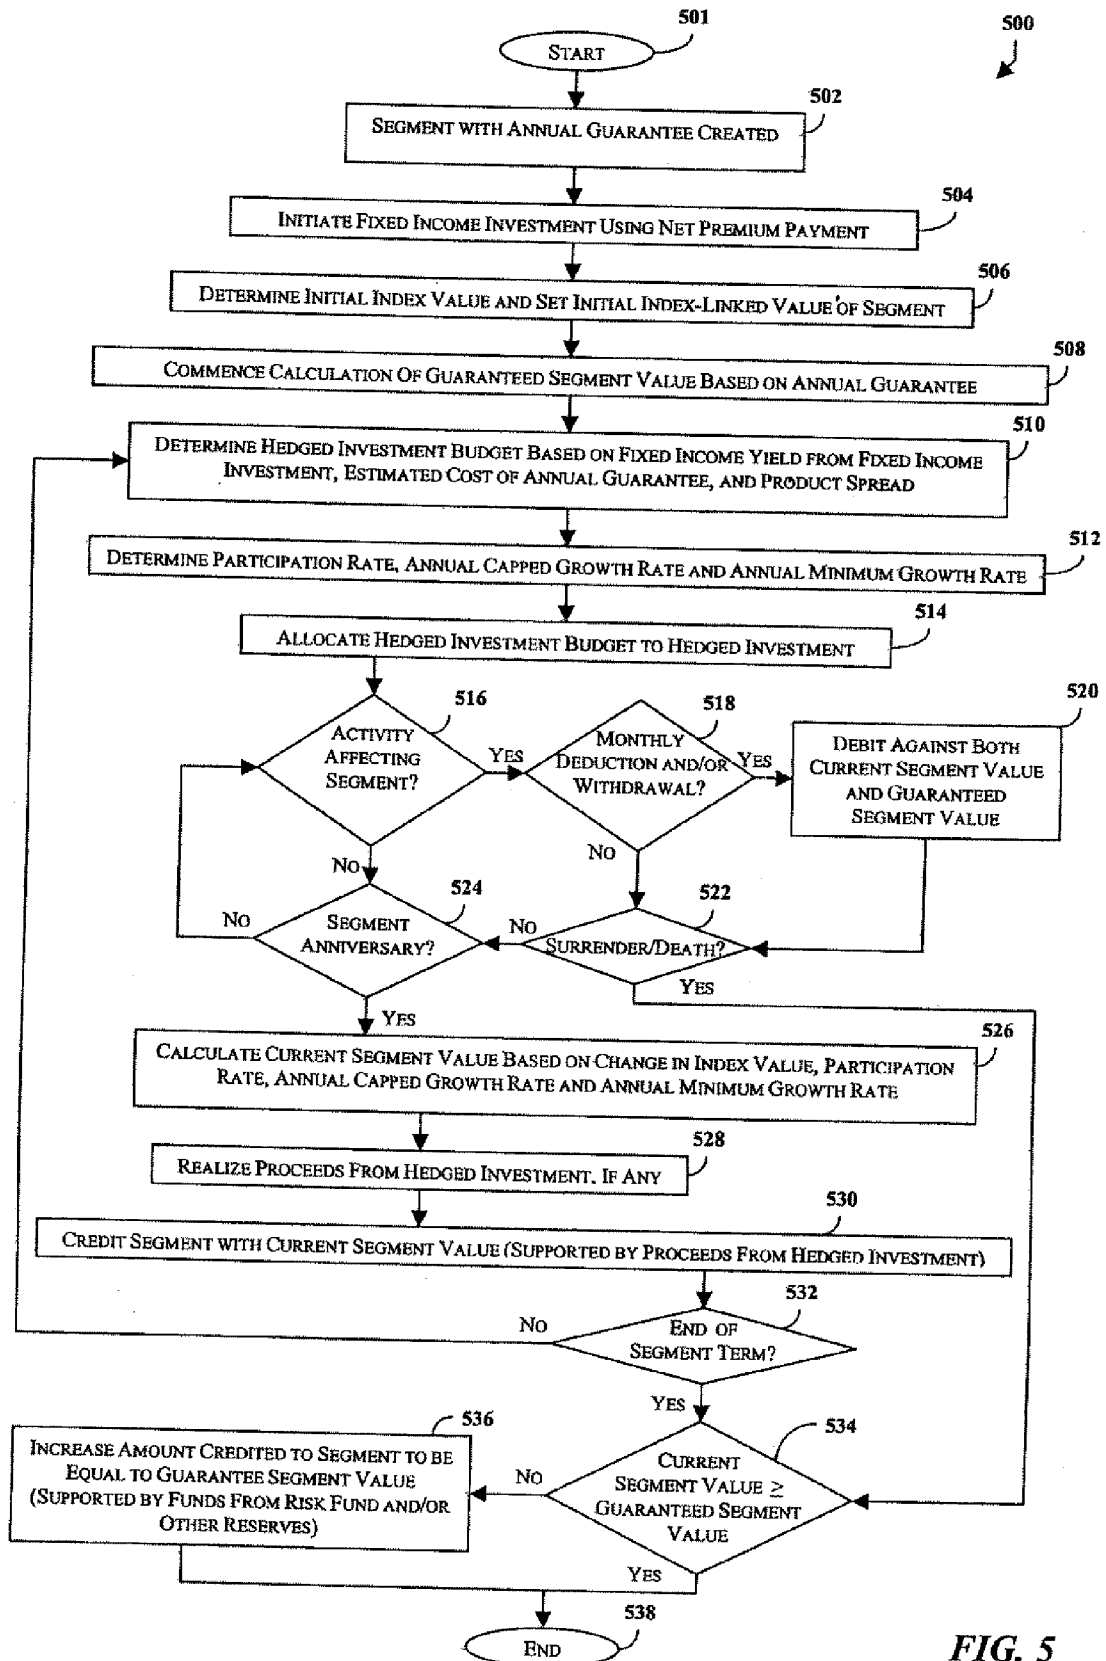 501
500
START
502
SEGMENT WITH ANNUAL GUARANTEE CREATED
504
INITIATE FIXED INCOME INVESTMENT USING NET PREMIUM PAYMENT
506
DETERMINE INITIAL INDEX VALUE AND SET INITIAL INDEX-LINKED VALUE OF SEGMENT
508
COMMENCE CALCULATION OF GUARANTEED SEGMENT VALUE BASED ON ANNUAL GUARANTEE
510
DETERMINE HEDGED INVESTMENT BUDGET BASED ON FIXED INCOME YIELD FROM FIXED INCOME
INVESTMENT, ESTIMATED COST OF ANNUAL GUARANTEE, AND PRODUCT SPREAD
512
DETERMINE PARTICIPATION RATE, ANNUAL CAPPED GROWTH RATE AND ANNUAL MINIMUM GROWTH RATE
514
ALLOCATE HEDGED INVESTMENT BUDGET TO HEDGED INVESTMENT
516
ACTIVITY
AFFECTING
SEGMENT?
YES
518
MONTHLY
DEDUCTION AND/OR
WITHDRAWAL?
YES
520
DEBIT AGAINST BOTH
CURRENT SEGMENT VALUE
AND GUARANTEED
SEGMENT VALUE
NO
NO
524
SEGMENT
ANNIVERSARY?
NO
NO
522
SURRENDER/DEATH?
YES
YES
526
CALCULATE CURRENT SEGMENT VALUE BASED ON CHANGE IN INDEX VALUE, PARTICIPATION
RATE, ANNUAL CAPPED GROWTH RATE AND ANNUAL MINIMUM GROWTH RATE
528
REALIZE PROCEEDS FROM HEDGED INVESTMENT, IF ANY
530
CREDIT SEGMENT WITH CURRENT SEGMENT VALUE (SUPPORTED BY PROCEEDS FROM HEDGED INVESTMENT)
532
NO
END OF
SEGMENT TERM?
YES
534
CURRENT
SEGMENT VALUE ≥
GUARANTEED SEGMENT
VALUE
NO
536
INCREASE AMOUNT CREDITED TO SEGMENT TO BE
EQUAL TO GUARANTEE SEGMENT VALUE
(SUPPORTED BY FUNDS FROM RISK FUND AND/OR
OTHER RESERVES)
YES
538
END
FIG. 5